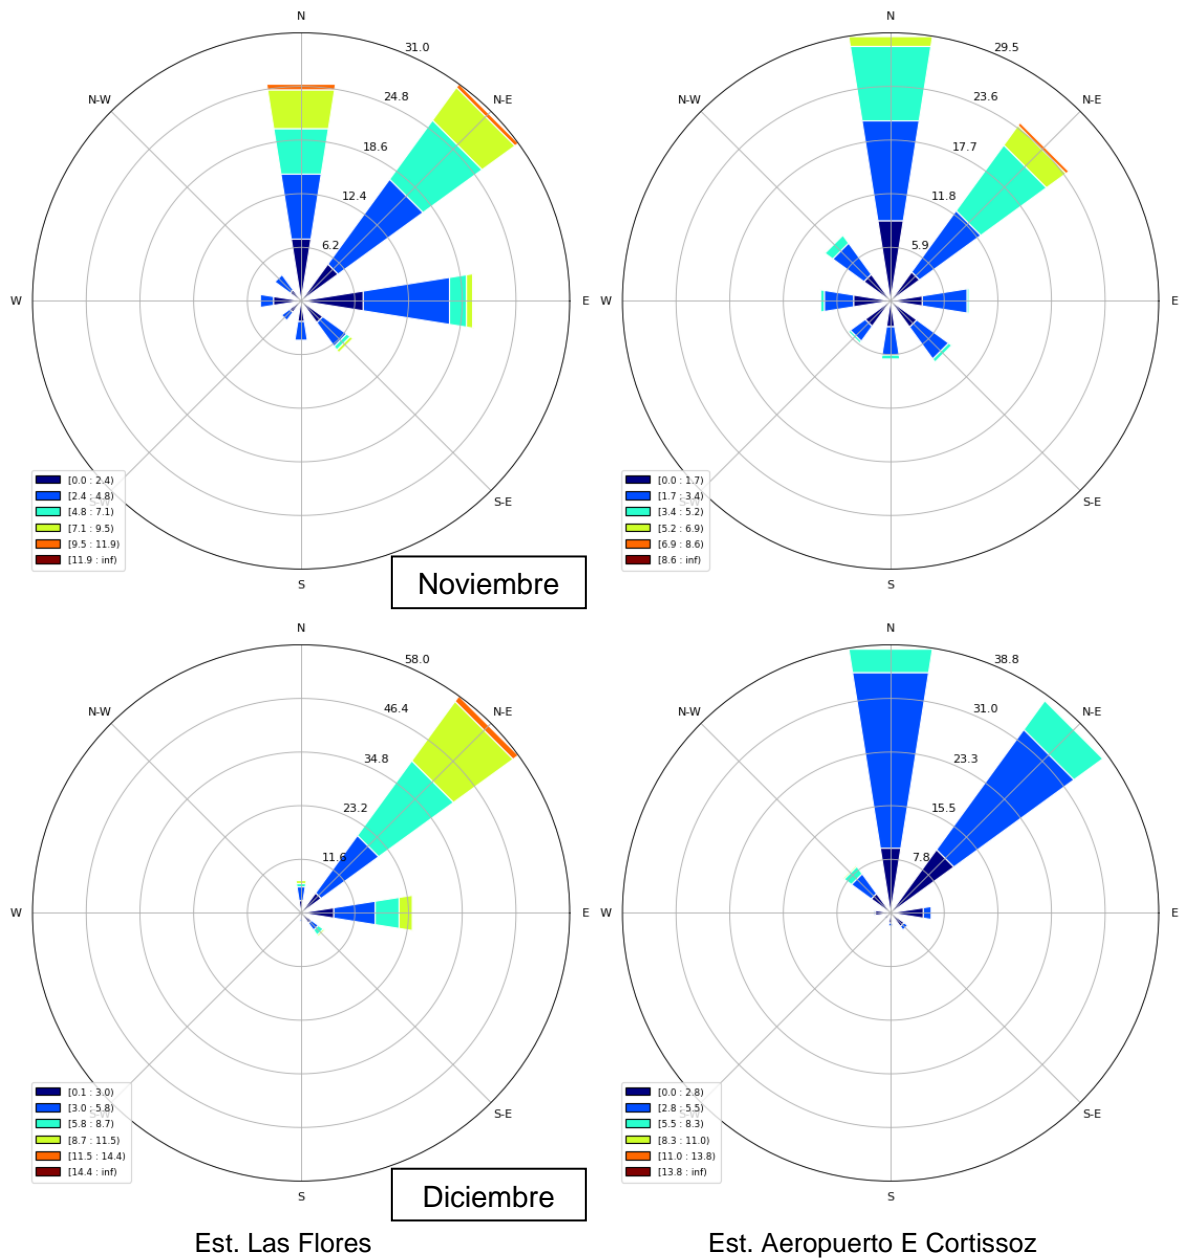 N
31.0
24.8
18.6
12.4
6.2
N-W
N-E
W
E
S-W
S-E
S
[0.0 : 2.4)
[2.4 : 4.8)
[4.8 : 7.1)
[7.1 : 9.5)
[9.5 : 11.9)
[11.9 : inf)
N
29.5
23.6
17.7
11.8
5.9
N-W
N-E
W
E
S-W
S-E
S
[0.0 : 1.7)
[1.7 : 3.4)
[3.4 : 5.2)
[5.2 : 6.9)
[6.9 : 8.6)
[8.6 : inf)
Noviembre
N
58.0
46.4
34.8
23.2
11.6
N-W
N-E
W
E
S-W
S-E
S
[0.1 : 3.0)
[3.0 : 5.8)
[5.8 : 8.7)
[8.7 : 11.5)
[11.5 : 14.4)
[14.4 : inf)
N
38.8
31.0
23.3
15.5
7.8
N-W
N-E
W
E
S-W
S-E
S
[0.0 : 2.8)
[2.8 : 5.5)
[5.5 : 8.3)
[8.3 : 11.0)
[11.0 : 13.8)
[13.8 : inf)
Diciembre
Est. Las Flores
Est. Aeropuerto E Cortissoz